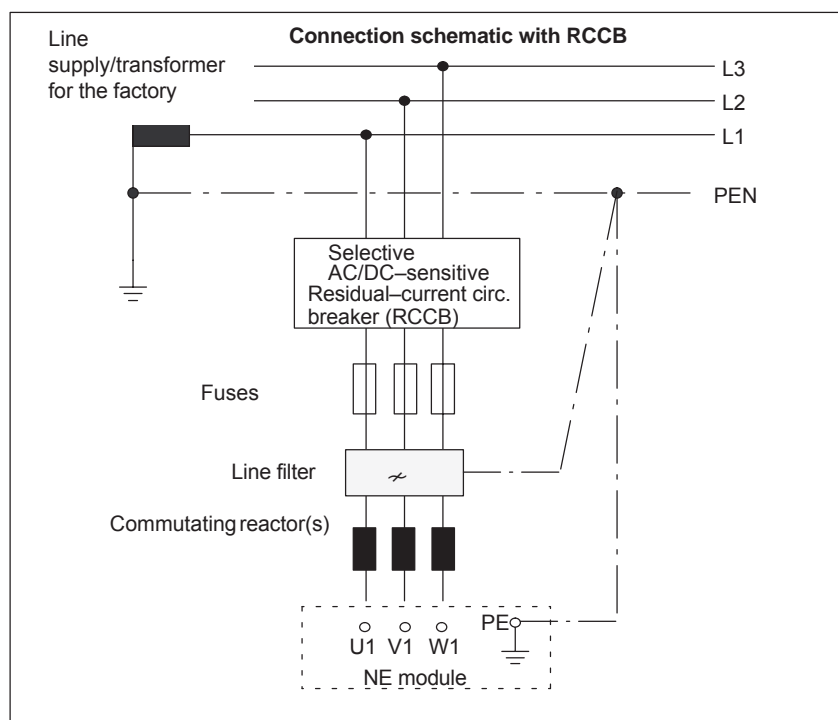 Line
supply/transformer
for the factory
Connection schematic with RCCB
L3
L2
L1
PEN
Selective
AC/DC–sensitive
Residual–current circ.
breaker (RCCB)
Fuses
Line filter
Commutating reactor(s)
PE
U1 V1 W1
NE module